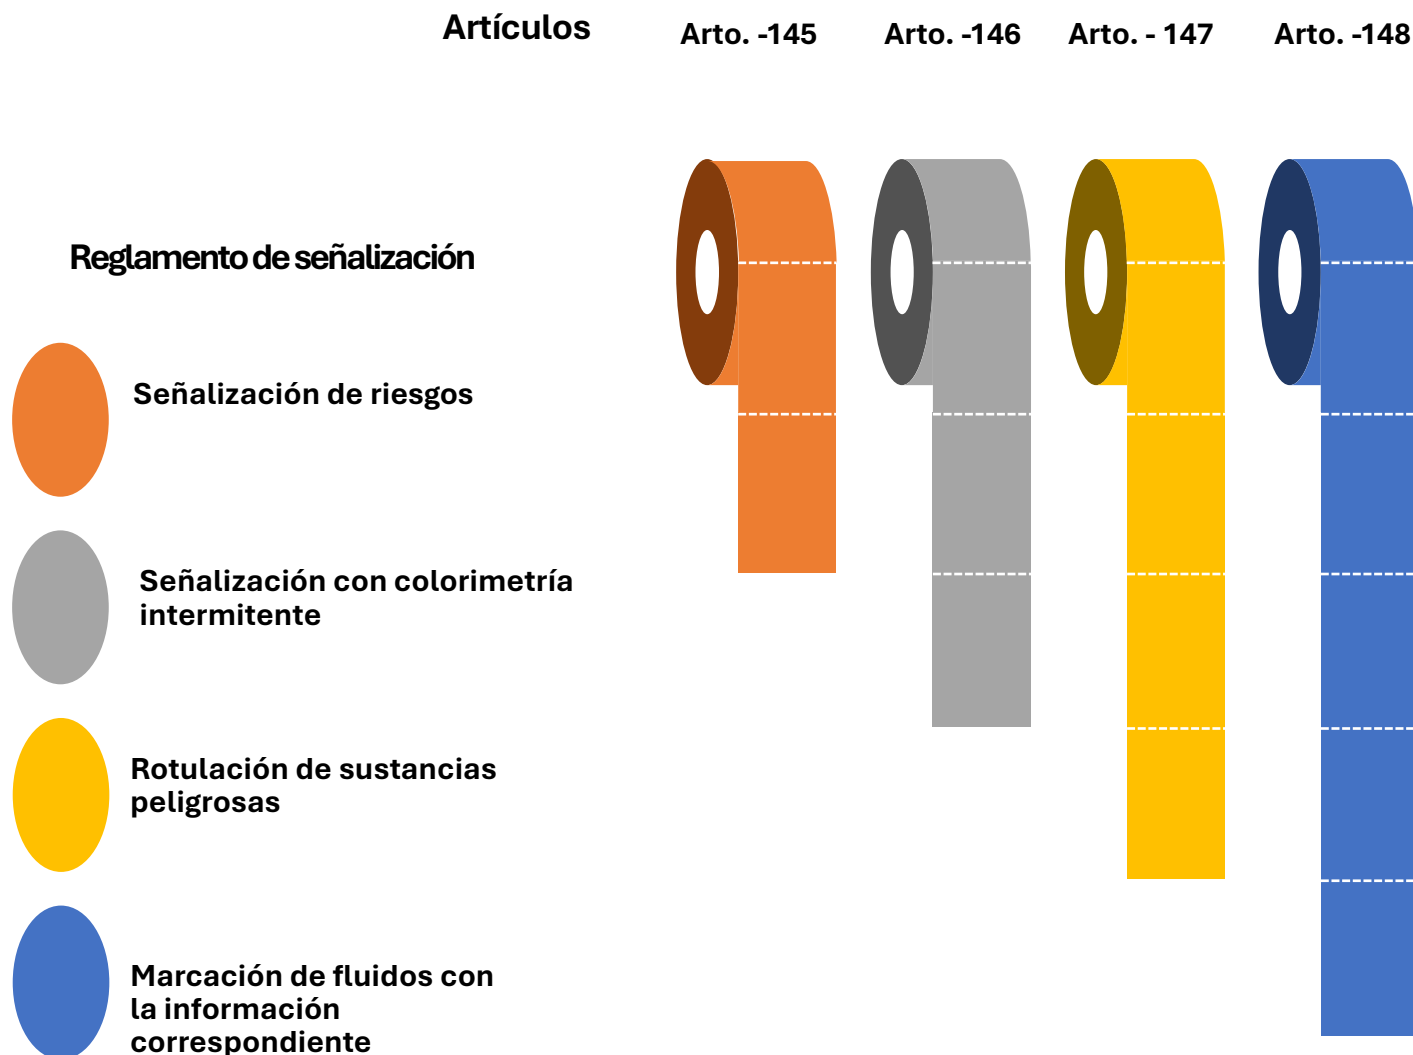 Artículos
Arto. -145
Arto. -146
Arto. - 147
Arto. -148
Reglamento de señalización
Señalización de riesgos
Señalización con colorimetría
intermitente
Rotulación de sustancias
peligrosas
Marcación de fluidos con
la información
correspondiente